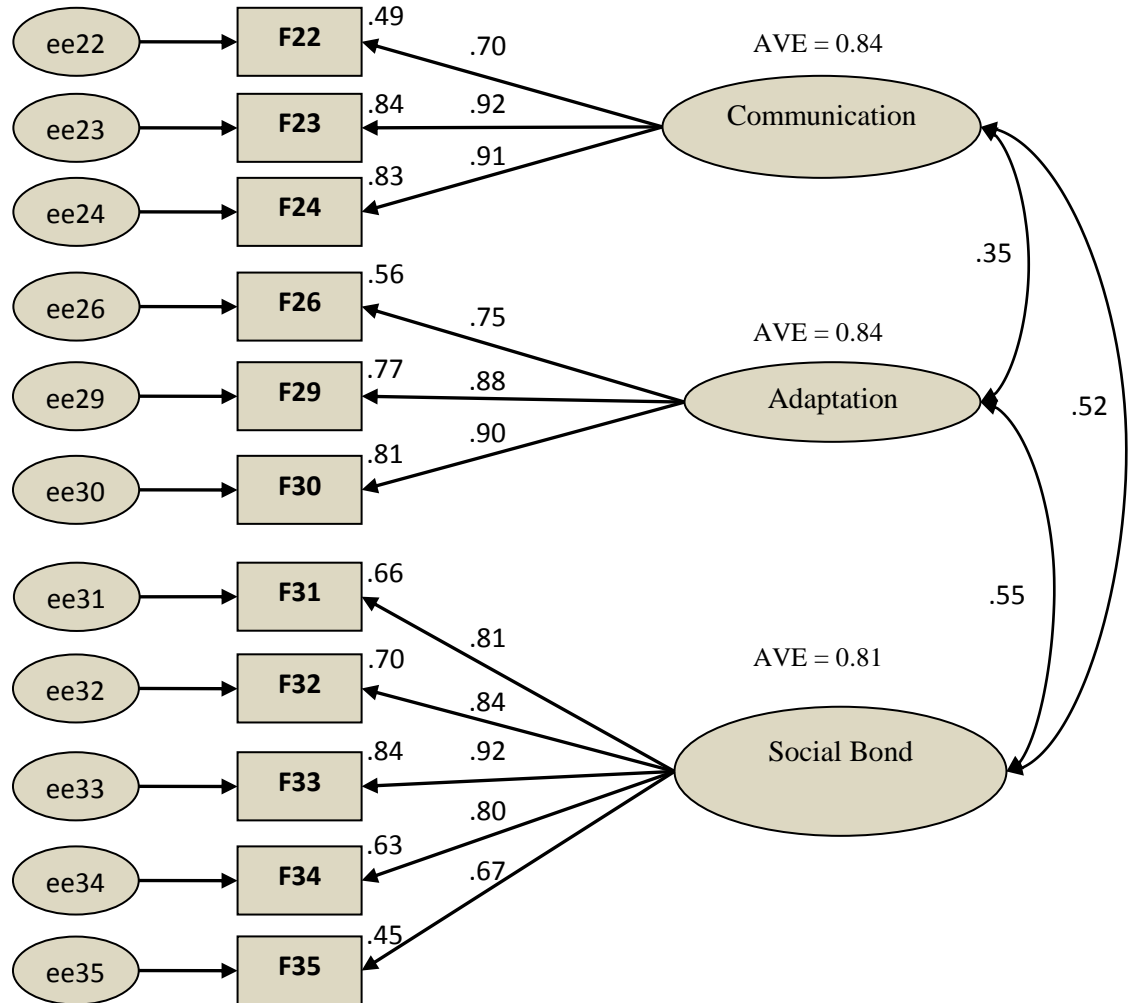 .49
ee22
F22
.70
AVE = 0.84
.84
.92
Communication
ee23
F23
.91
.83
ee24
F24
.35
.56
ee26
F26
.75
AVE = 0.84
.77
.88
Adaptation
.52
ee29
F29
.90
.81
ee30
F30
.66
ee31
F31
.55
.81
.70
AVE = 0.81
ee32
F32
.84
.84
.92
Social Bond
ee33
F33
.80
.63
ee34
F34
.67
.45
ee35
F35